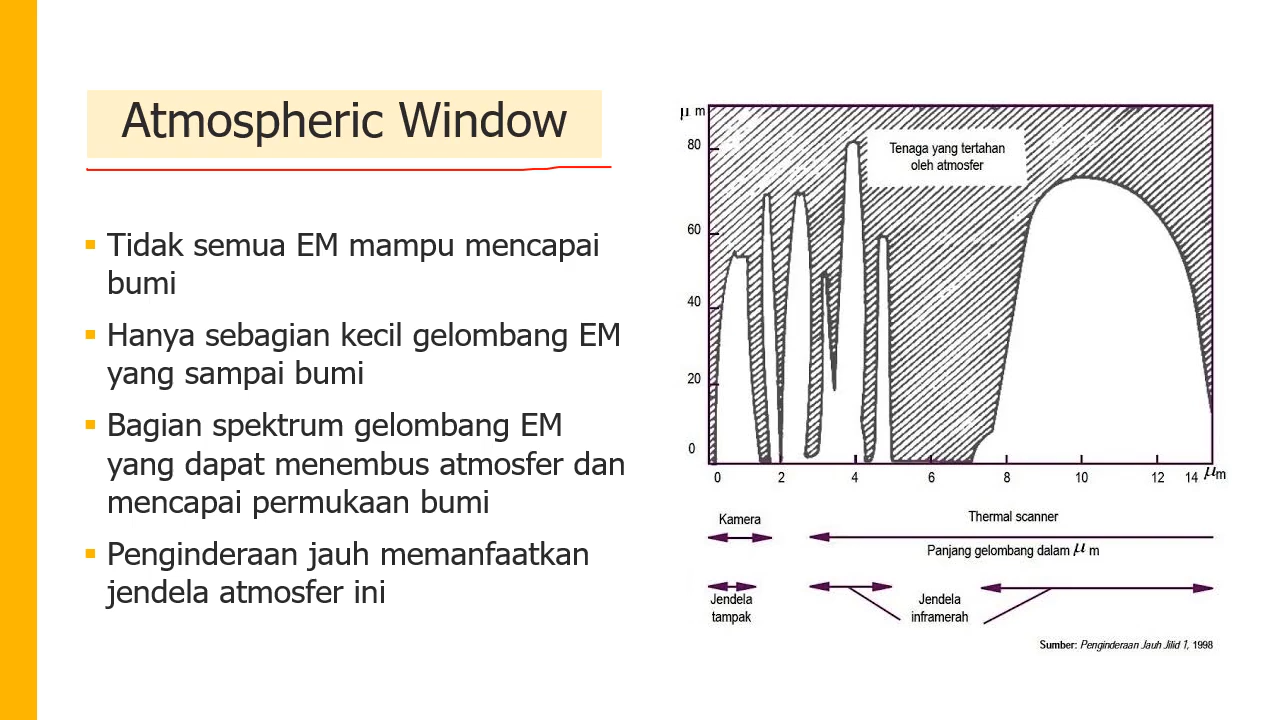 Atmospheric Window
▪ Tidak semua EM mampu mencapai
bumi
▪ Hanya sebagian kecil gelombang EM
yang sampai bumi
▪ Bagian spektrum gelombang EM
yang dapat menembus atmosfer dan
mencapai permukaan bumi
▪ Penginderaan jauh memanfaatkan
jendela atmosfer ini
μ m
80
60
40
20
0
Tenaga yang tertahan
oleh atmosfer
0 2 4 6 8 10 12 14 μm
Kamera
Thermal scanner
Panjang gelombang dalam μ m
Jendela
tampak
Jendela
inframerah
Sumber: Penginderaan Jauh Jilid 1, 1998